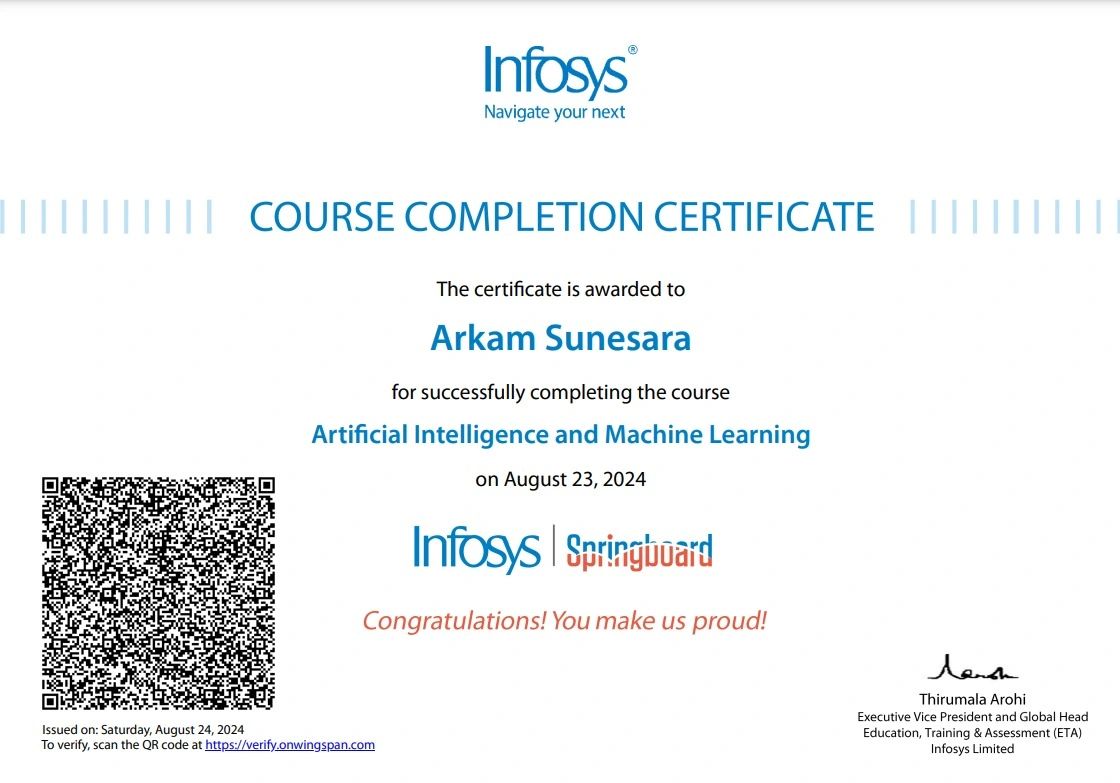 Infosys®
Navigate your next
COURSE COMPLETION CERTIFICATE
The certificate is awarded to
Arkam Sunesara
for successfully completing the course
Artificial Intelligence and Machine Learning
on August 23, 2024
Infosys | Springboard
Congratulations! You make us proud!
Issued on: Saturday, August 24, 2024
To verify, scan the QR code at https://verify.onwingspan.com
Thirumala Arohi
Executive Vice President and Global Head
Education, Training & Assessment (ETA)
Infosys Limited